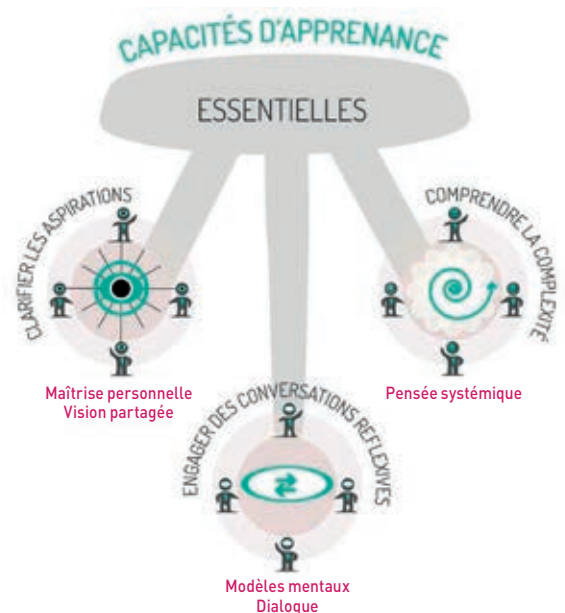 CAPACITÉS D'APPRENANCE
ESSENTIELLES
CLARIFIER LES ASPIRATIONS
COMPRENDRE LA COMPLEXITÉ
Maîtrise personnelle
Vision partagée
Pensée systémique
ENGAGER DES CONVERSATIONS RÉFLEXIVES
Modèles mentaux
Dialogue